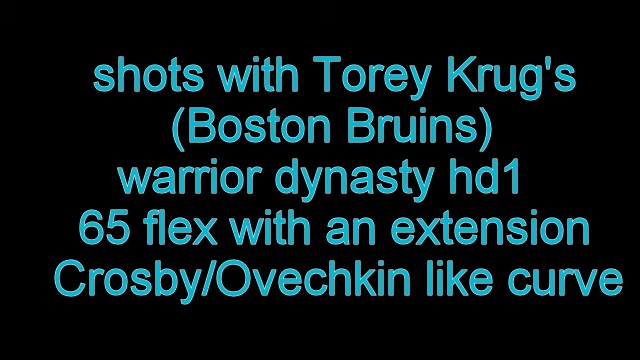 shots with Torey Krug's
(Boston Bruins)
warrior dynasty hd1
65 flex with an extension
Crosby/Ovechkin like curve